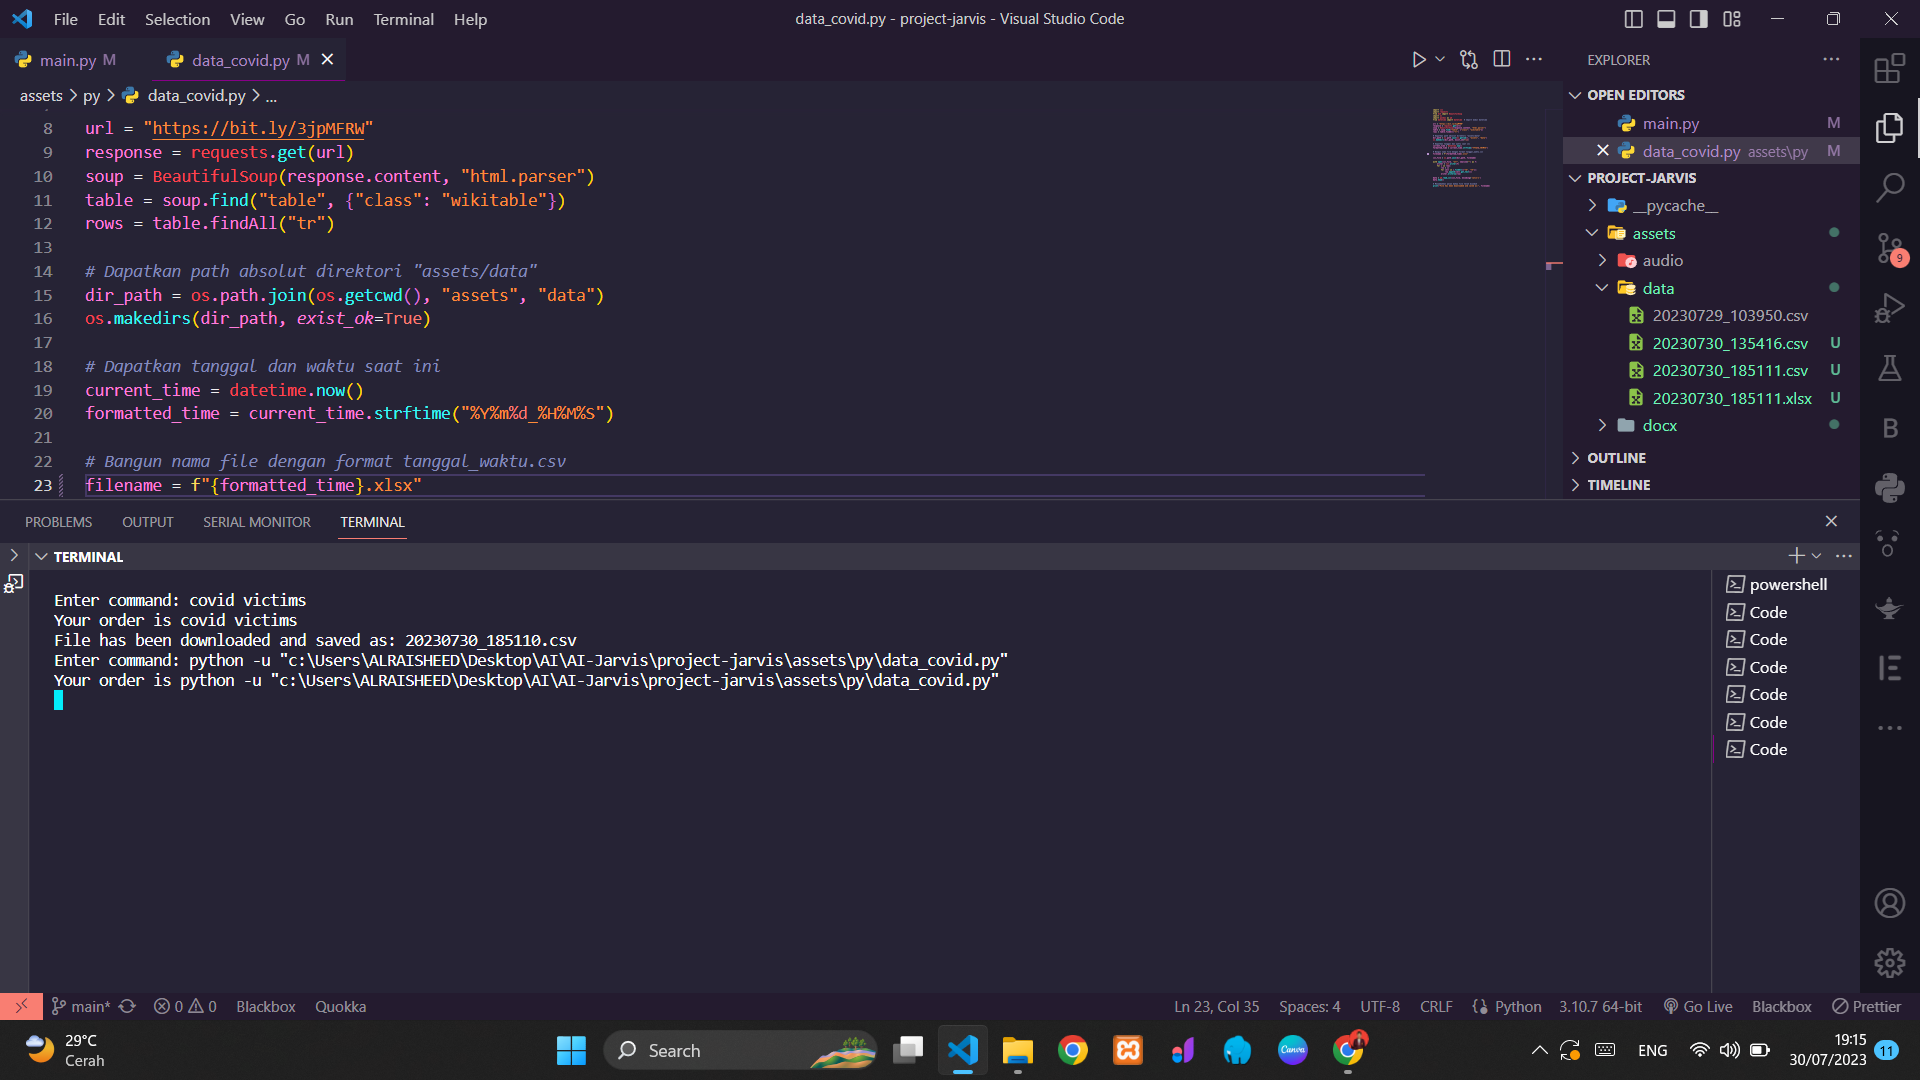 File Edit Selection View Go Run Terminal Help
data_covid.py - project-jarvis - Visual Studio Code
main.py M
data_covid.py M
assets > py > data_covid.py > ...
8 url = "https://bit.ly/3jpMFRW"
9 response = requests.get(url)
10 soup = BeautifulSoup(response.content, "html.parser")
11 table = soup.find("table", {"class": "wikitable"})
12 rows = table.findAll("tr")
13
14 # Dapatkan path absolut direktori "assets/data"
15 dir_path = os.path.join(os.getcwd(), "assets", "data")
16 os.makedirs(dir_path, exist_ok=True)
17
18 # Dapatkan tanggal dan waktu saat ini
19 current_time = datetime.now()
20 formatted_time = current_time.strftime("%Y%m%d_%H%M%S")
21
22 # Bangun nama file dengan format tanggal_waktu.csv
23 filename = f"{formatted_time}.xlsx"
EXPLORER
OPEN EDITORS
main.py M
data_covid.py assets\py M
PROJECT-JARVIS
__pycache__
assets
audio
data
20230729_103950.csv
20230730_135416.csv U
20230730_185111.csv U
20230730_185111.xlsx U
docx
OUTLINE
TIMELINE
9
B
PROBLEMS OUTPUT SERIAL MONITOR TERMINAL
TERMINAL
Enter command: covid victims
Your order is covid victims
File has been downloaded and saved as: 20230730_185110.csv
Enter command: python -u "c:\Users\ALRAISHEED\Desktop\AI\AI-Jarvis\project-jarvis\assets\py\data_covid.py"
Your order is python -u "c:\Users\ALRAISHEED\Desktop\AI\AI-Jarvis\project-jarvis\assets\py\data_covid.py"
powershell
Code
Code
Code
Code
Code
Code
main* 0 0 Blackbox Quokka
Ln 23, Col 35 Spaces: 4 UTF-8 CRLF Python 3.10.7 64-bit Go Live Blackbox Prettier
29°C
Cerah
Search
Canva
ENG
19:15
30/07/2023
11